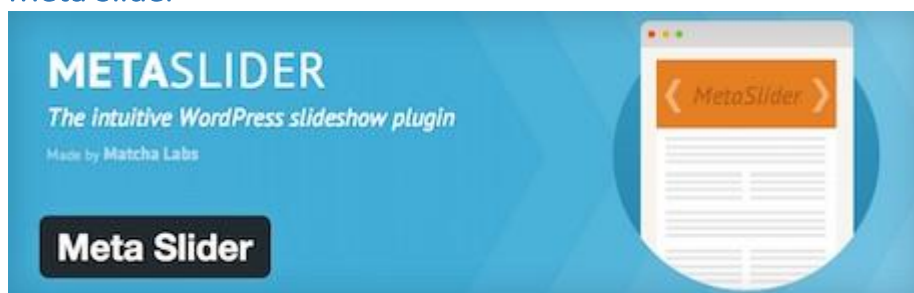 Meta Slider
METASLIDER
The intuitive WordPress slideshow plugin
Made by Matcha Labs
MetaSlider
Meta Slider